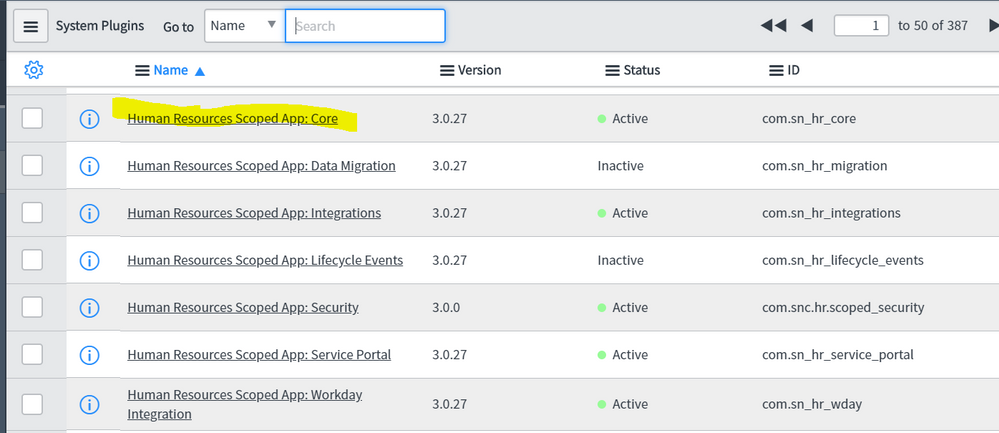 System Plugins Go to Name Search 1 to 50 of 387
Name Version Status ID
Human Resources Scoped App: Core 3.0.27 Active com.sn_hr_core
Human Resources Scoped App: Data Migration 3.0.27 Inactive com.sn_hr_migration
Human Resources Scoped App: Integrations 3.0.27 Active com.sn_hr_integrations
Human Resources Scoped App: Lifecycle Events 3.0.27 Inactive com.sn_hr_lifecycle_events
Human Resources Scoped App: Security 3.0.0 Active com.snc.hr.scoped_security
Human Resources Scoped App: Service Portal 3.0.27 Active com.sn_hr_service_portal
Human Resources Scoped App: Workday
Integration 3.0.27 Active com.sn_hr_wday